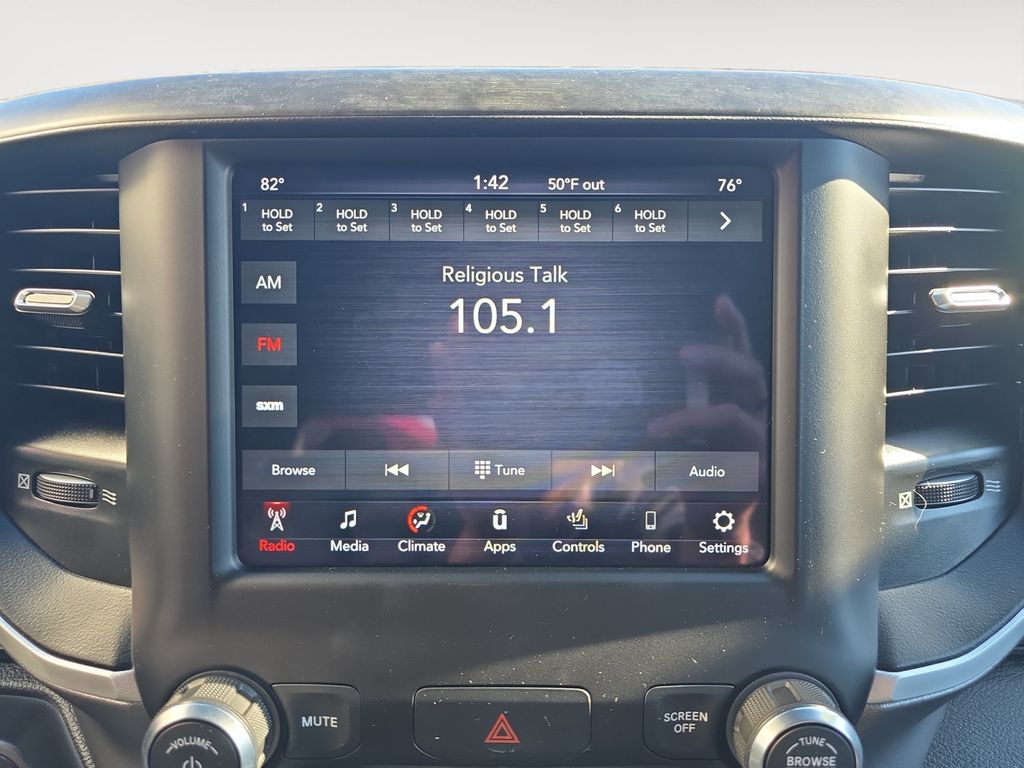 82° 1:42 50°F out 76°
1 HOLD 2 HOLD 3 HOLD 4 HOLD 5 HOLD 6 HOLD
to Set to Set to Set to Set to Set to Set
Religious Talk
AM
105.1
FM
sxm
Browse Tune Audio
Radio Media Climate Apps Controls Phone Settings
MUTE
SCREEN
OFF
VOLUME
TUNE
BROWSE